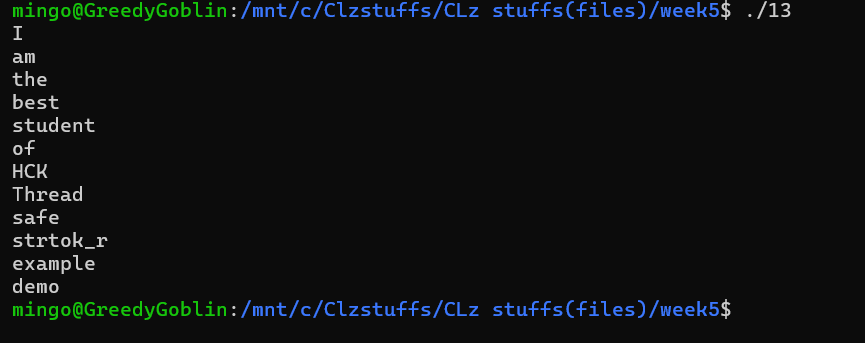 mingo@GreedyGoblin:/mnt/c/Clzstuffs/CLz stuffs(files)/week5$ ./13
I
am
the
best
student
of
HCK
Thread
safe
strtok_r
example
demo
mingo@GreedyGoblin:/mnt/c/Clzstuffs/CLz stuffs(files)/week5$